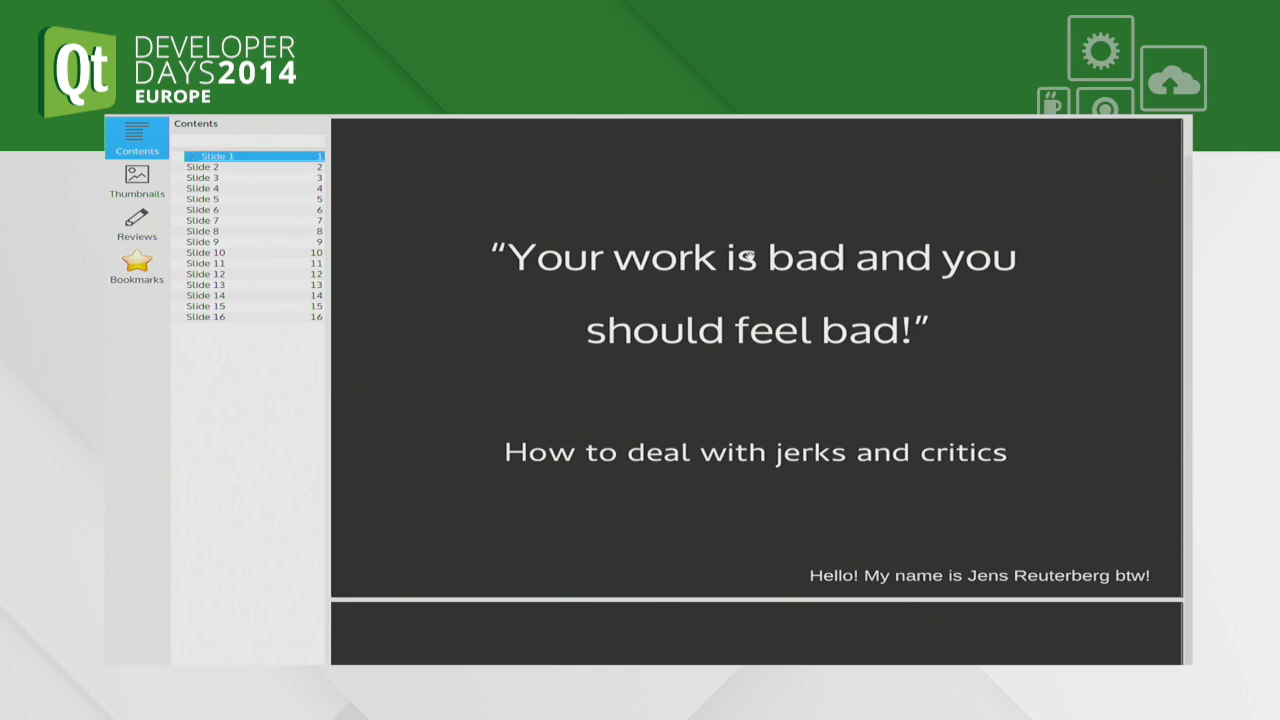 Qt
DEVELOPER
DAYS2014
EUROPE
Contents
Contents
Thumbnails
Reviews
Bookmarks
Slide 1 1
Slide 2 2
Slide 3 3
Slide 4 4
Slide 5 5
Slide 6 6
Slide 7 7
Slide 8 8
Slide 9 9
Slide 10 10
Slide 11 11
Slide 12 12
Slide 13 13
Slide 14 14
Slide 15 15
Slide 16 16
“Your work is bad and you
should feel bad!”
How to deal with jerks and critics
Hello! My name is Jens Reuterberg btw!